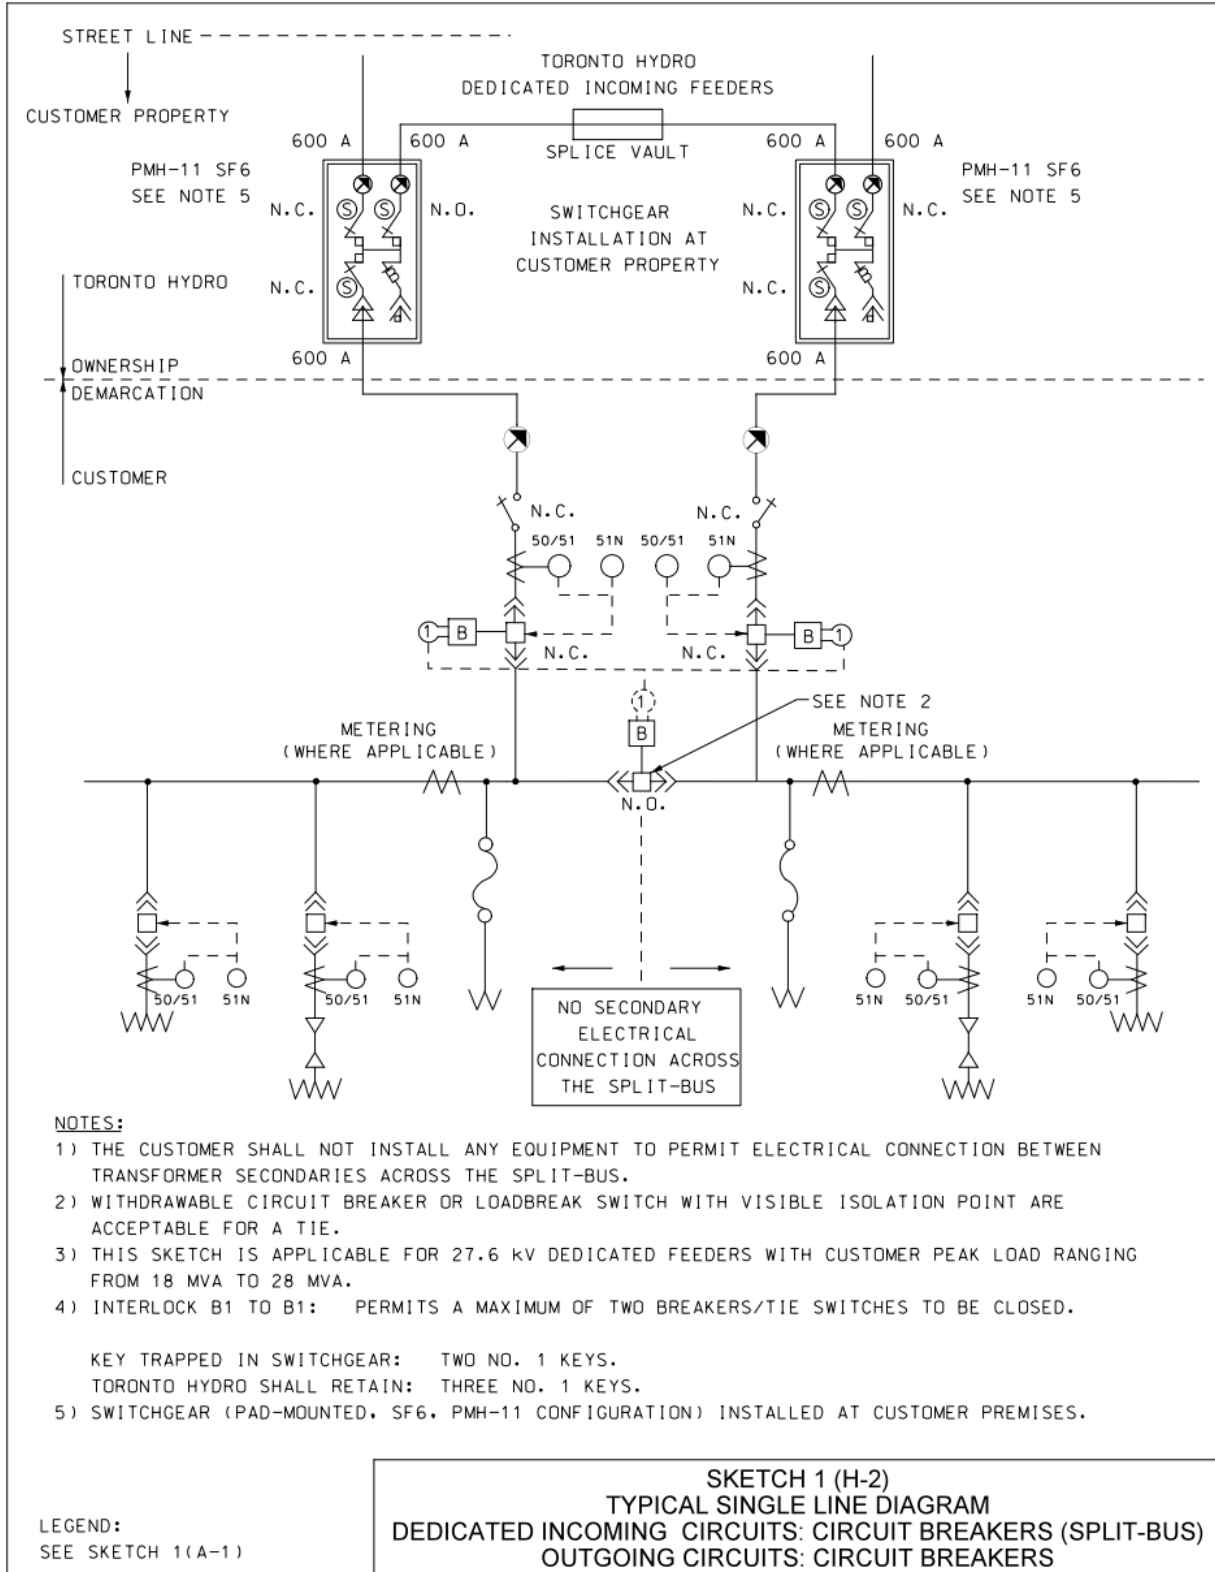 STREET LINE
TORONTO HYDRO
DEDICATED INCOMING FEEDERS
CUSTOMER PROPERTY
600 A
600 A
SPLICE VAULT
600 A
600 A
PMH-11 SF6
SEE NOTE 5
PMH-11 SF6
SEE NOTE 5
N.C.
S
S
N.O.
SWITCHGEAR
INSTALLATION AT
CUSTOMER PROPERTY
N.C.
S
S
N.C.
TORONTO HYDRO
N.C.
S
N.C.
S
600 A
600 A
OWNERSHIP
DEMARCATION
CUSTOMER
N.C.
N.C.
50/51
51N
50/51
51N
1
B
B
1
N.C.
N.C.
1
B
SEE NOTE 2
METERING
(WHERE APPLICABLE)
METERING
(WHERE APPLICABLE)
N.O.
50/51
51N
50/51
51N
51N
50/51
51N
50/51
NO SECONDARY
ELECTRICAL
CONNECTION ACROSS
THE SPLIT-BUS
NOTES:
1) THE CUSTOMER SHALL NOT INSTALL ANY EQUIPMENT TO PERMIT ELECTRICAL CONNECTION BETWEEN
TRANSFORMER SECONDARIES ACROSS THE SPLIT-BUS.
2) WITHDRAWABLE CIRCUIT BREAKER OR LOADBREAK SWITCH WITH VISIBLE ISOLATION POINT ARE
ACCEPTABLE FOR A TIE.
3) THIS SKETCH IS APPLICABLE FOR 27.6 kV DEDICATED FEEDERS WITH CUSTOMER PEAK LOAD RANGING
FROM 18 MVA TO 28 MVA.
4) INTERLOCK B1 TO B1: PERMITS A MAXIMUM OF TWO BREAKERS/TIE SWITCHES TO BE CLOSED.
KEY TRAPPED IN SWITCHGEAR: TWO NO. 1 KEYS.
TORONTO HYDRO SHALL RETAIN: THREE NO. 1 KEYS.
5) SWITCHGEAR (PAD-MOUNTED, SF6, PMH-11 CONFIGURATION) INSTALLED AT CUSTOMER PREMISES.
LEGEND:
SEE SKETCH 1(A-1)
SKETCH 1 (H-2)
TYPICAL SINGLE LINE DIAGRAM
DEDICATED INCOMING CIRCUITS: CIRCUIT BREAKERS (SPLIT-BUS)
OUTGOING CIRCUITS: CIRCUIT BREAKERS